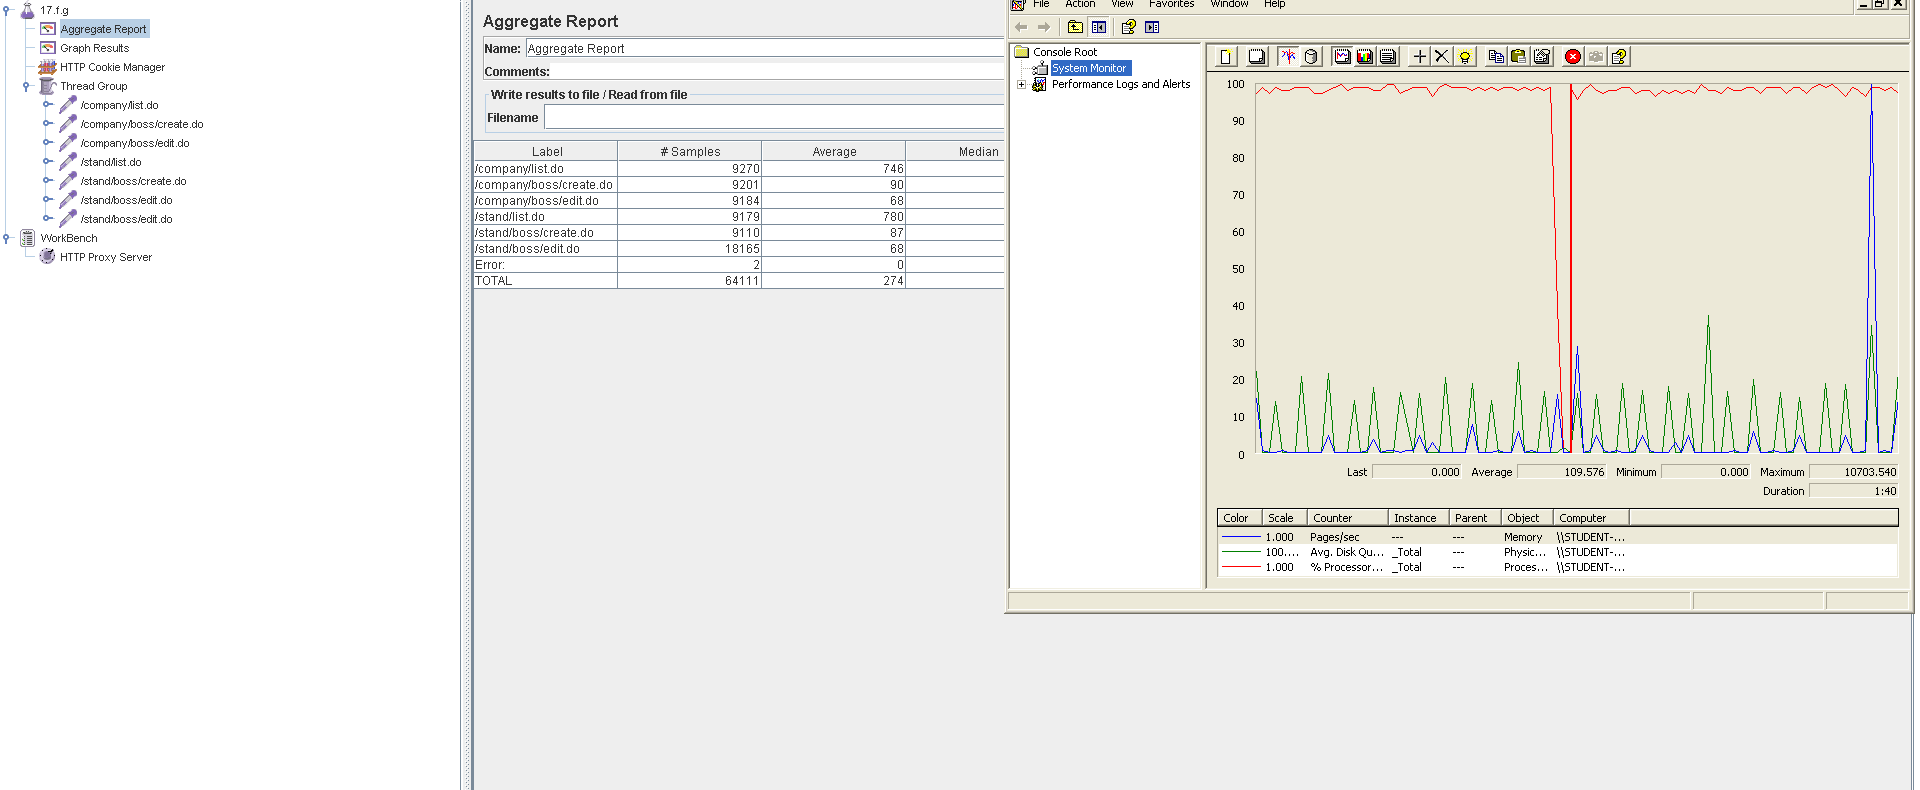 17.f.g
Aggregate Report
Graph Results
HTTP Cookie Manager
Thread Group
/company/list.do
/company/boss/create.do
/company/boss/edit.do
/stand/list.do
/stand/boss/create.do
/stand/boss/edit.do
/stand/boss/edit.do
WorkBench
HTTP Proxy Server
Aggregate Report
Name: Aggregate Report
Comments:
Write results to file / Read from file
Filename
Label # Samples Average Median
/company/list.do 9270 746
/company/boss/create.do 9201 90
/company/boss/edit.do 9184 68
/stand/list.do 9179 780
/stand/boss/create.do 9110 87
/stand/boss/edit.do 18165 68
Error: 2 0
TOTAL 64111 274
File Action View Favorites Window Help
Console Root
System Monitor
Performance Logs and Alerts
100
90
80
70
60
50
40
30
20
10
0
Last 0.000 Average 109.576 Minimum 0.000 Maximum 10703.540
Duration 1:40
Color Scale Counter Instance Parent Object Computer
1.000 Pages/sec --- --- Memory \\STUDENT-...
100.... Avg. Disk Qu... _Total --- Physic... \\STUDENT-...
1.000 % Processor... _Total --- Proces... \\STUDENT-...